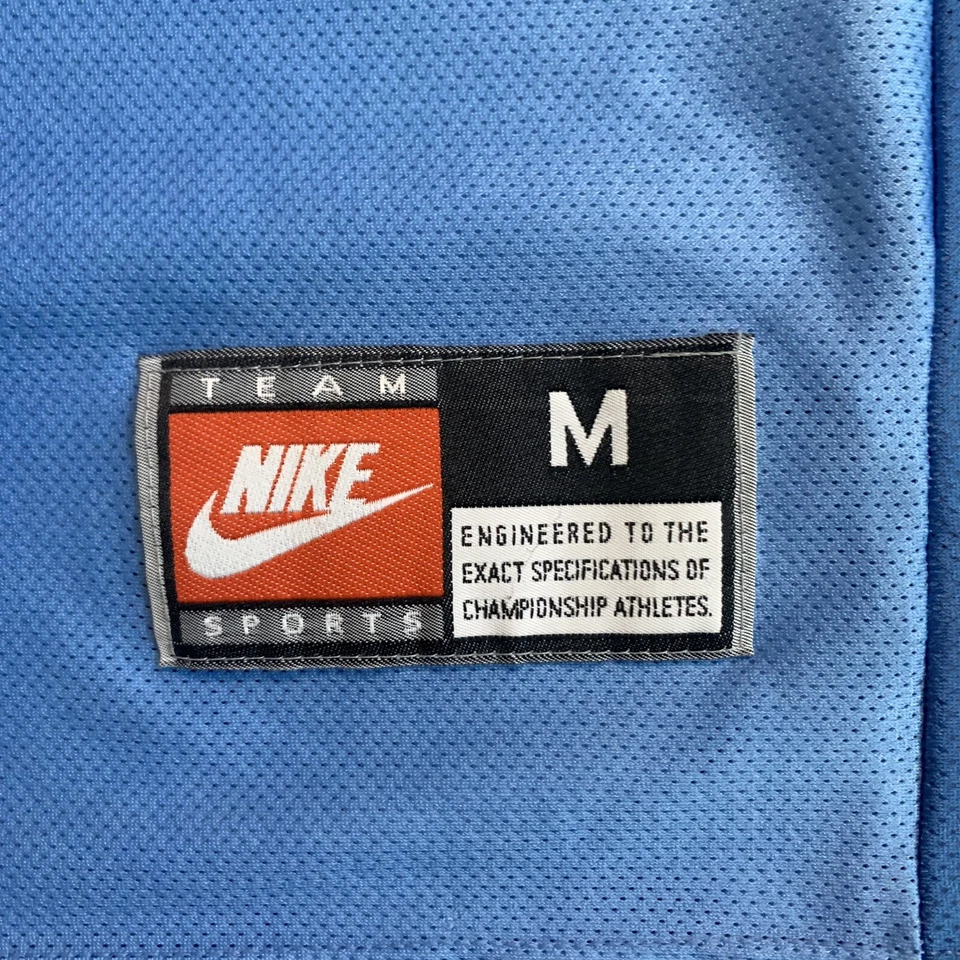 TEAM
NIKE
SPORTS
M
ENGINEERED TO THE
EXACT SPECIFICATIONS OF
CHAMPIONSHIP ATHLETES.